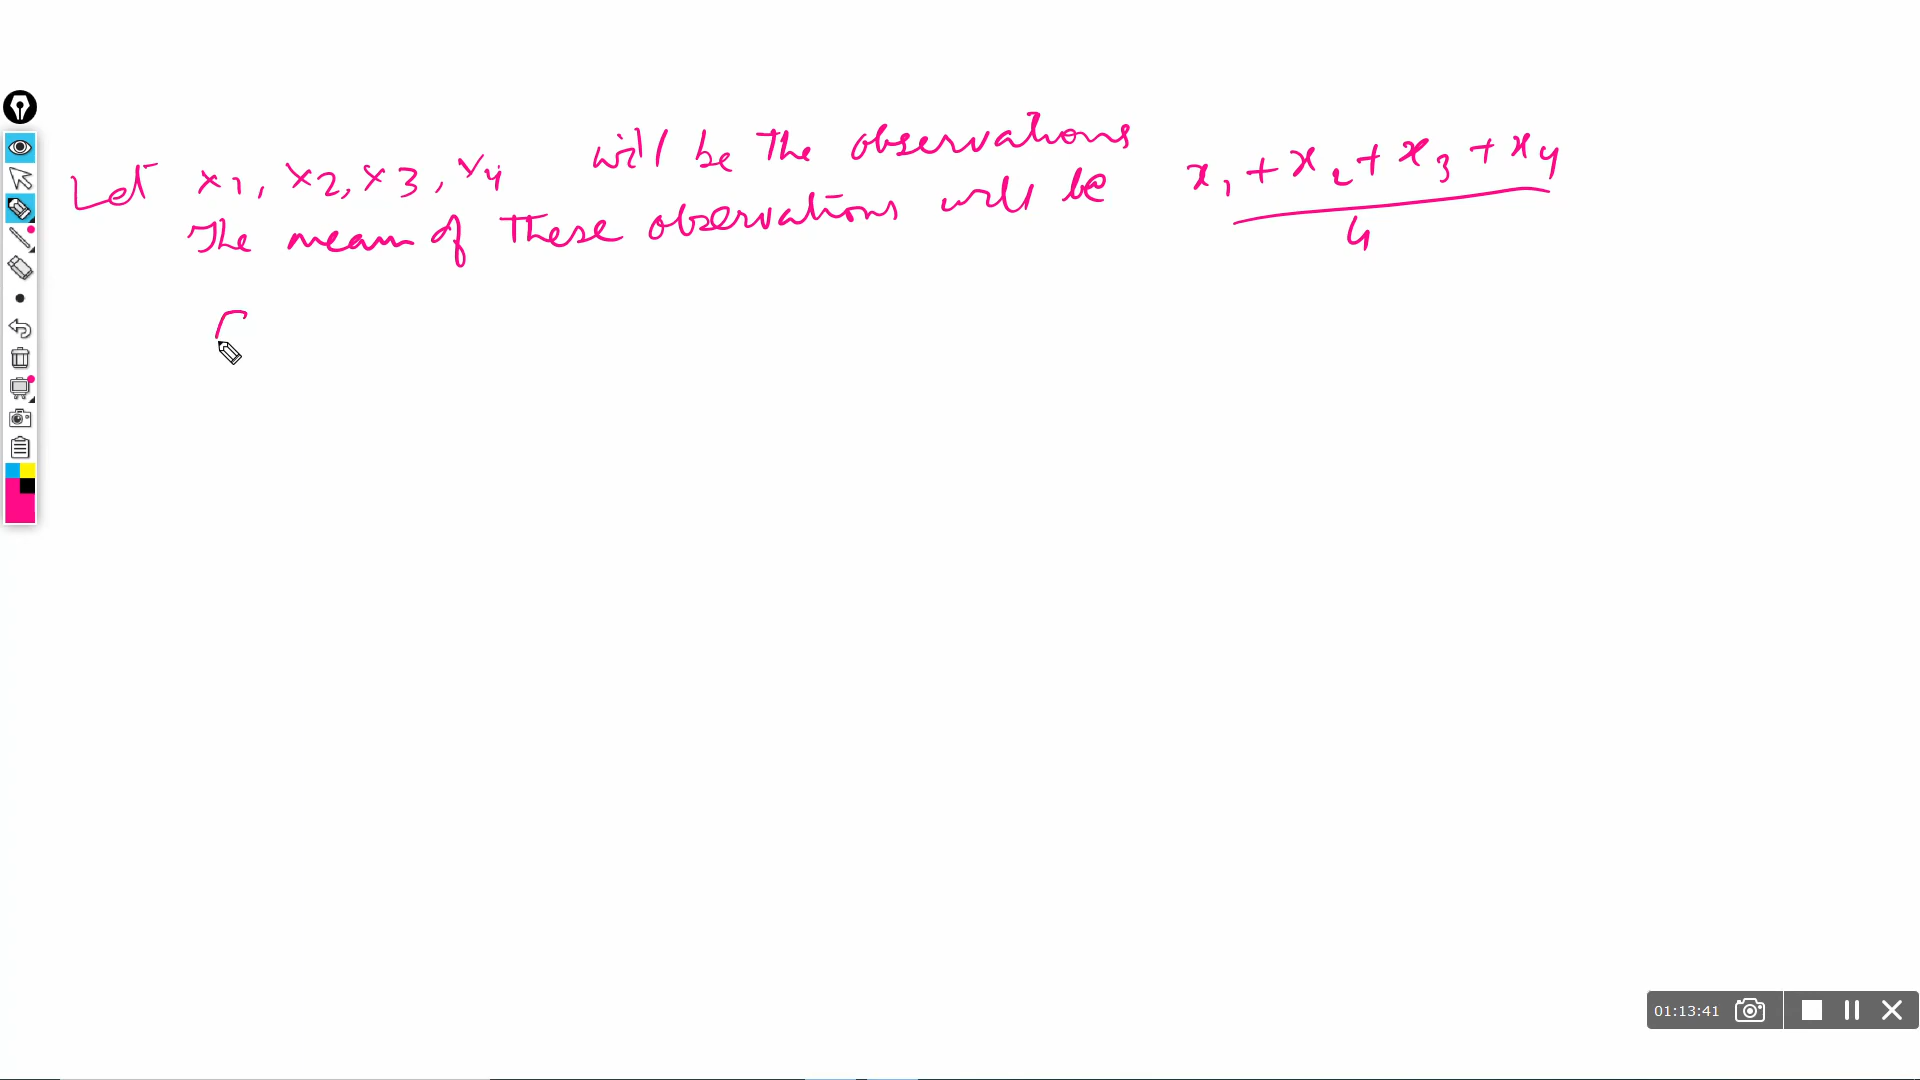 Let x1, x2, x3, x4 will be the observations
The mean of these observations will be x1 + x2 + x3 + x4
4
01:13:41